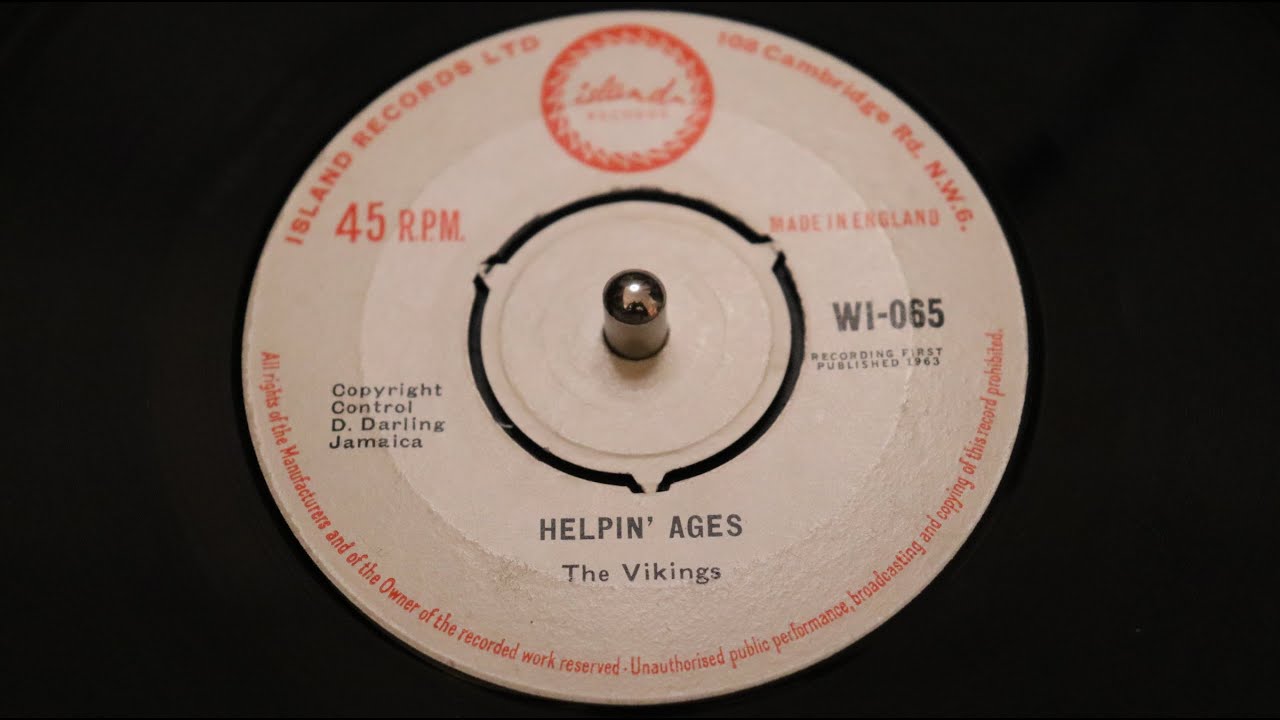 ISLAND RECORDS LTD
108 Cambridge Rd. N.W.6.
island
RECORDS
45 R.P.M.
MADE IN ENGLAND
WI-065
RECORDING FIRST
PUBLISHED 1963
Copyright
Control
D. Darling
Jamaica
HELPIN' AGES
The Vikings
All rights of the Manufacturers and of the Owner of the recorded work reserved - Unauthorised public performance, broadcasting and copying of this record prohibited.